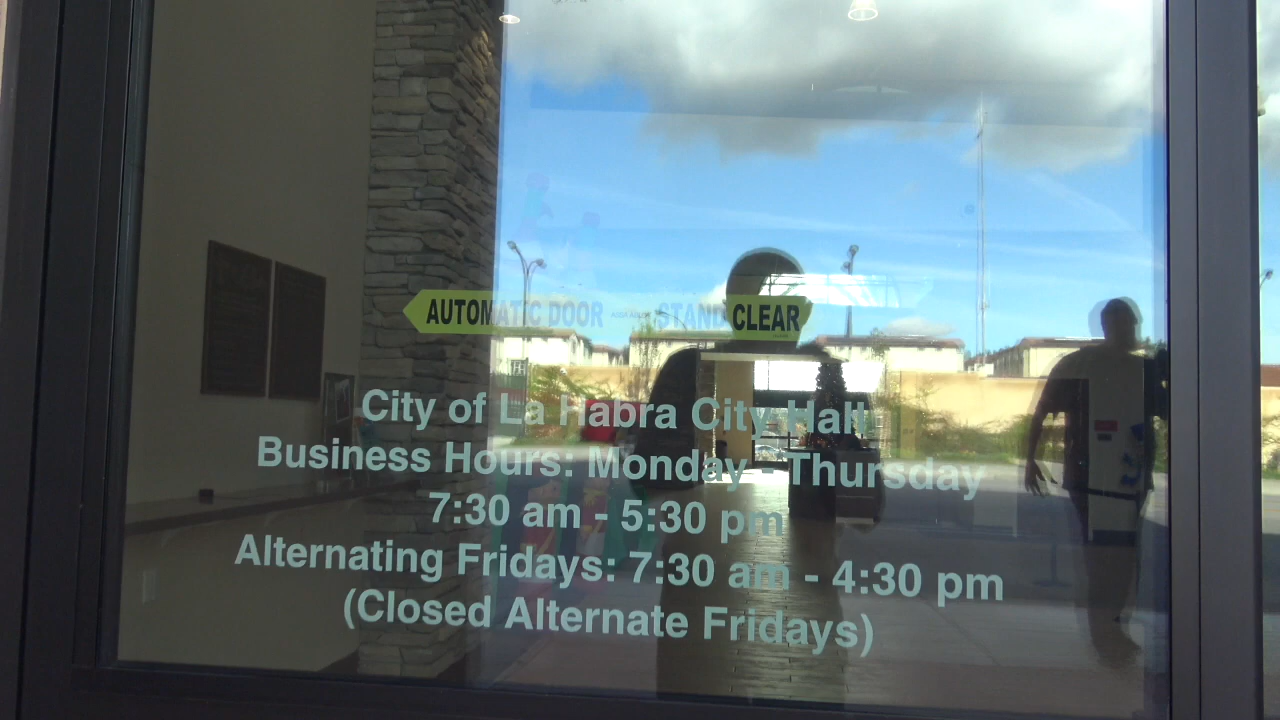 AUTOMATIC DOOR STAND CLEAR
City of La Habra City Hall
Business Hours: Monday - Thursday
7:30 am - 5:30 pm
Alternating Fridays: 7:30 am - 4:30 pm
(Closed Alternate Fridays)